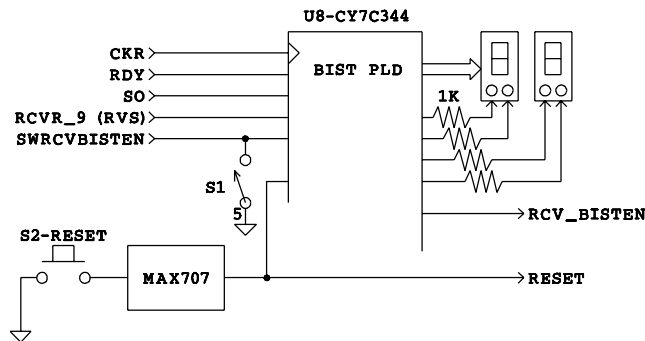 U8-CY7C344
CKR
BIST PLD
RDY
SO
1K
RCVR_9 (RVS)
SWRCVBISTEN
S1
5
RCV_BISTEN
S2-RESET
MAX707
RESET